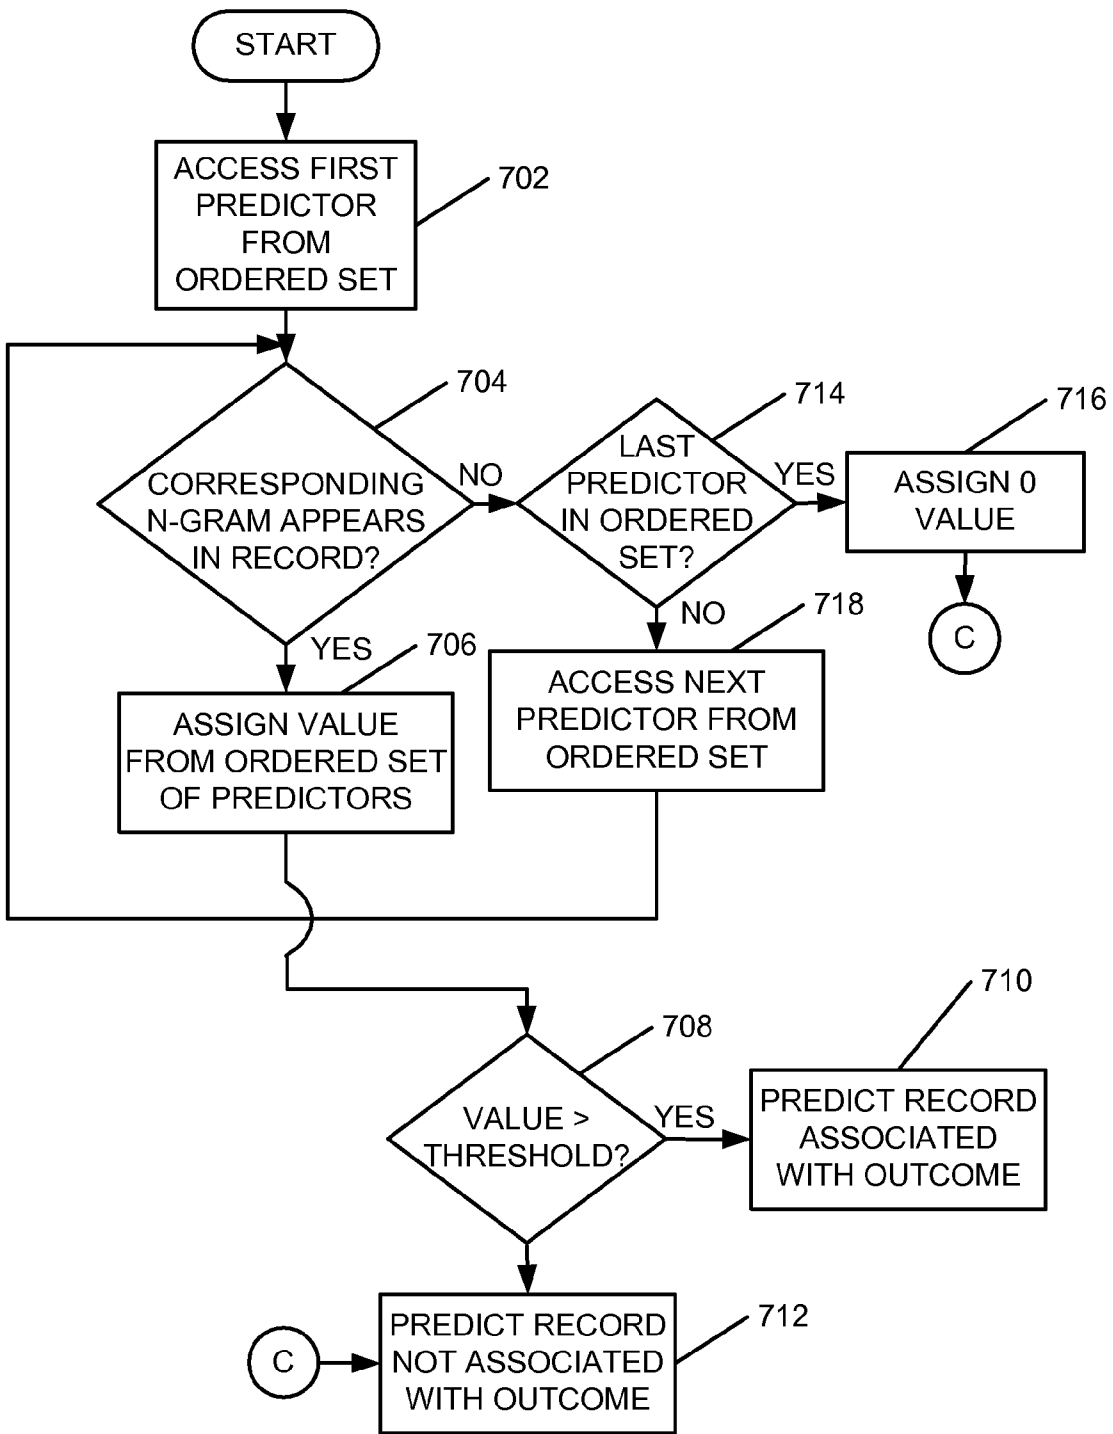 START
ACCESS FIRST
PREDICTOR
FROM
ORDERED SET
702
CORRESPONDING
N-GRAM APPEARS
IN RECORD?
704
NO
LAST
PREDICTOR
IN ORDERED
SET?
714
YES
ASSIGN 0
VALUE
716
C
YES
706
ASSIGN VALUE
FROM ORDERED SET
OF PREDICTORS
NO
718
ACCESS NEXT
PREDICTOR FROM
ORDERED SET
VALUE >
THRESHOLD?
708
YES
710
PREDICT RECORD
ASSOCIATED
WITH OUTCOME
C
PREDICT RECORD
NOT ASSOCIATED
WITH OUTCOME
712